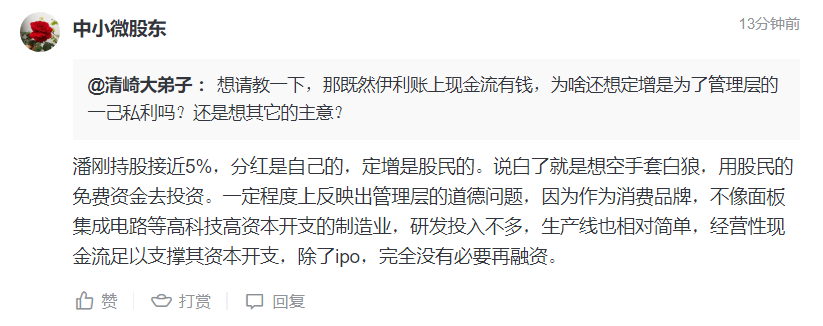 中小微股东
13分钟前
@清崎大弟子： 想请教一下，那既然伊利账上现金流有钱，为啥还想定增是为了管理层的
一己私利吗？还是想其它的主意？
潘刚持股接近5%，分红是自己的，定增是股民的。说白了就是想空手套白狼，用股民的
免费资金去投资。一定程度上反映出管理层的道德问题，因为作为消费品牌，不像面板
集成电路等高科技高资本开支的制造业，研发投入不多，生产线也相对简单，经营性现
金流足以支撑其资本开支，除了ipo，完全没有必要再融资。
赞
打赏
回复